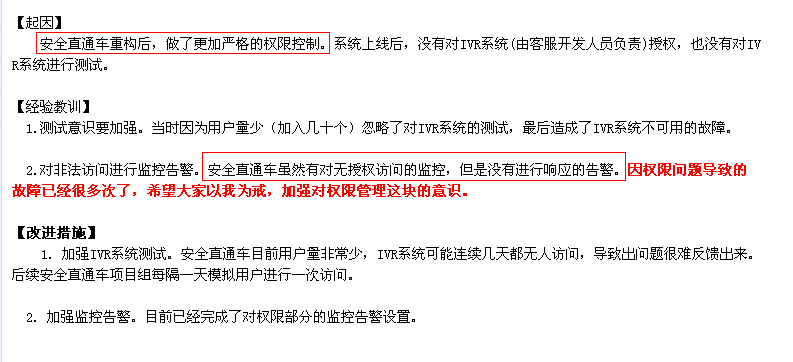 【起因】
安全直通车重构后，做了更加严格的权限控制。系统上线后，没有对IVR系统(由客服开发人员负责)授权，也没有对IV
R系统进行测试。
【经验教训】
1.测试意识要加强。当时因为用户量少（加入几十个）忽略了对IVR系统的测试，最后造成了IVR系统不可用的故障。
2.对非法访问进行监控告警。安全直通车虽然有对无授权访问的监控，但是没有进行响应的告警。因权限问题导致的
故障已经很多次了，希望大家以我为戒，加强对权限管理这块的意识。
【改进措施】
1. 加强IVR系统测试。安全直通车目前用户量非常少，IVR系统可能连续几天都无人访问，导致出问题很难反馈出来。
后续安全直通车项目组每隔一天模拟用户进行一次访问。
2. 加强监控告警。目前已经完成了对权限部分的监控告警设置。